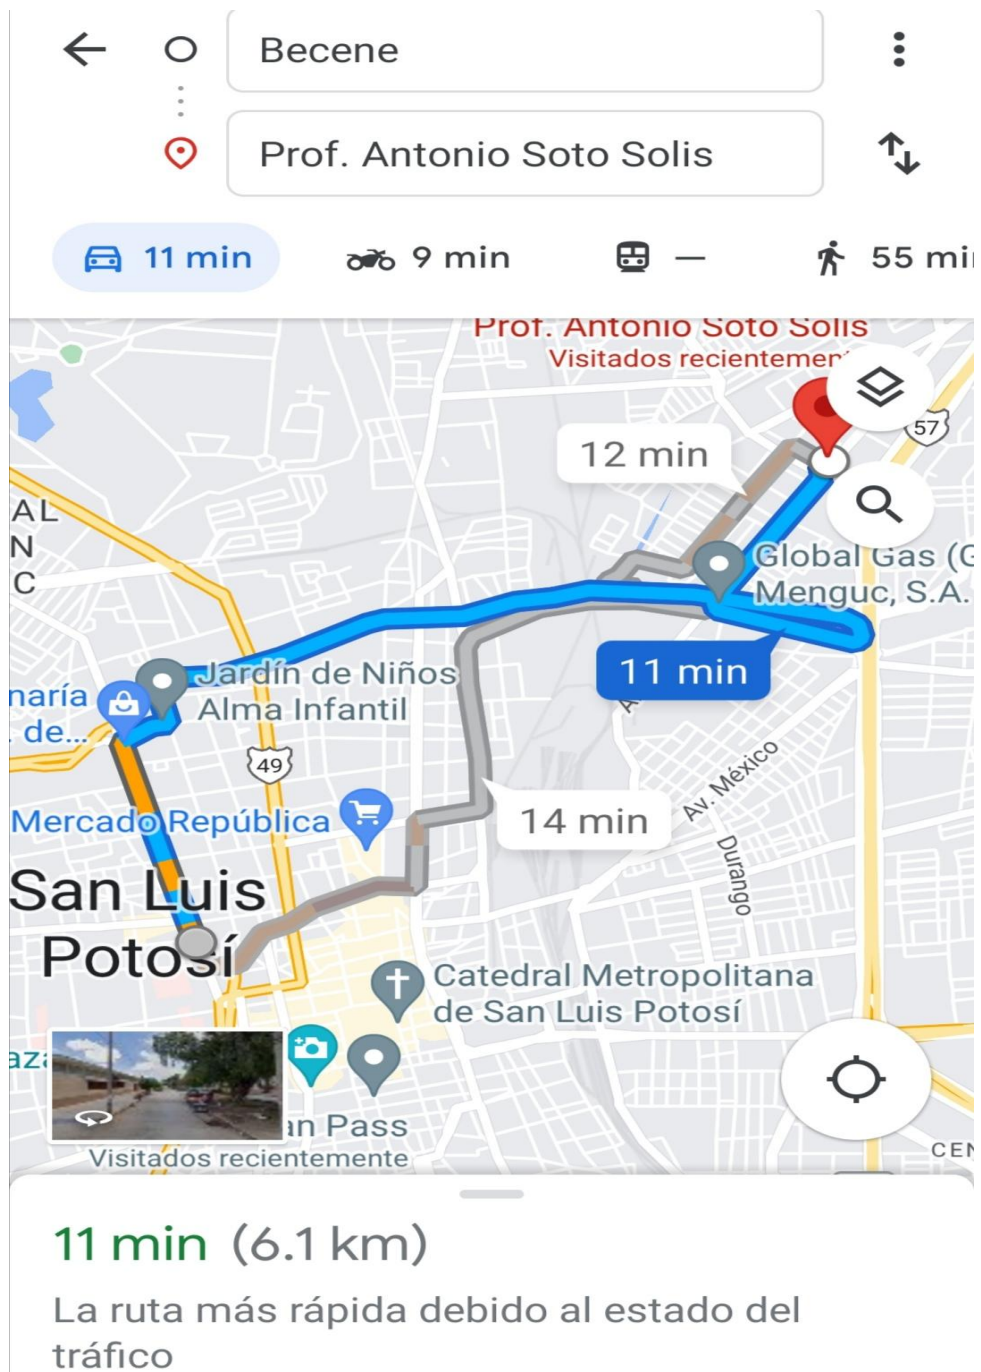 Becene
Prof. Antonio Soto Solis
11 min
9 min
—
55 mi
Prof. Antonio Soto Solis
Visitados recientemen
12 min
57
AL
N
C
Global Gas (G
Menguc, S.A.
11 min
Jardín de Niños
Alma Infantil
naría
. de...
49
Av. México
Mercado República
14 min
Durango
San Luis
Potosí
Catedral Metropolitana
de San Luis Potosí
aza
an Pass
Visitados recientemente
CEN
11 min (6.1 km)
La ruta más rápida debido al estado del
tráfico